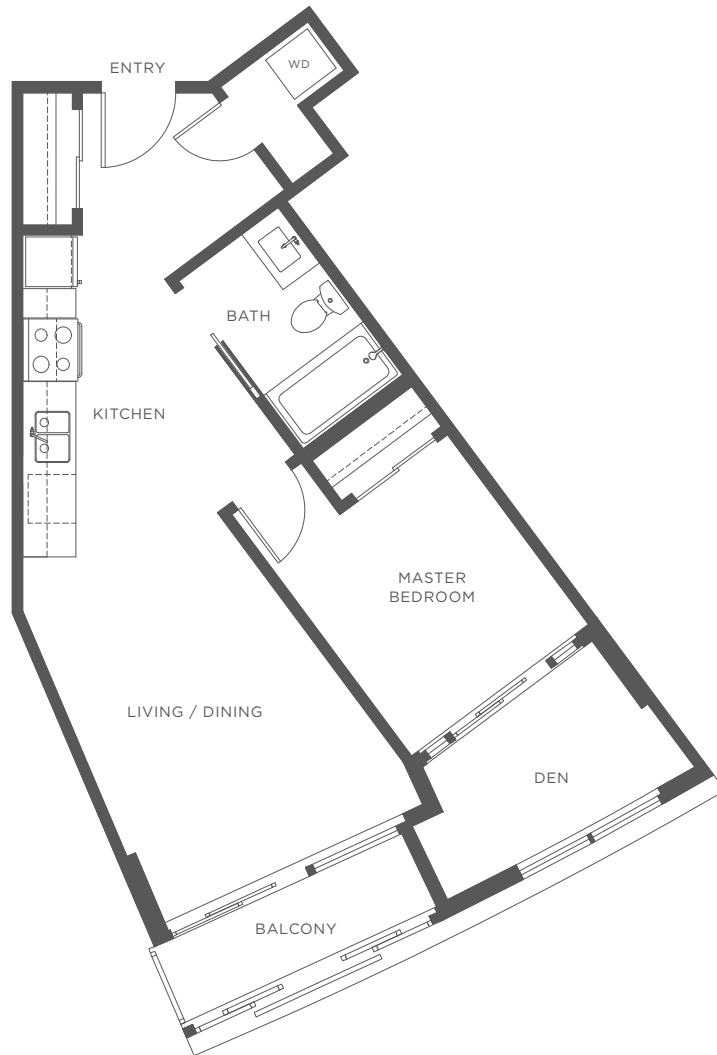 WD
ENTRY
BATH
KITCHEN
MASTER
BEDROOM
LIVING / DINING
DEN
BALCONY